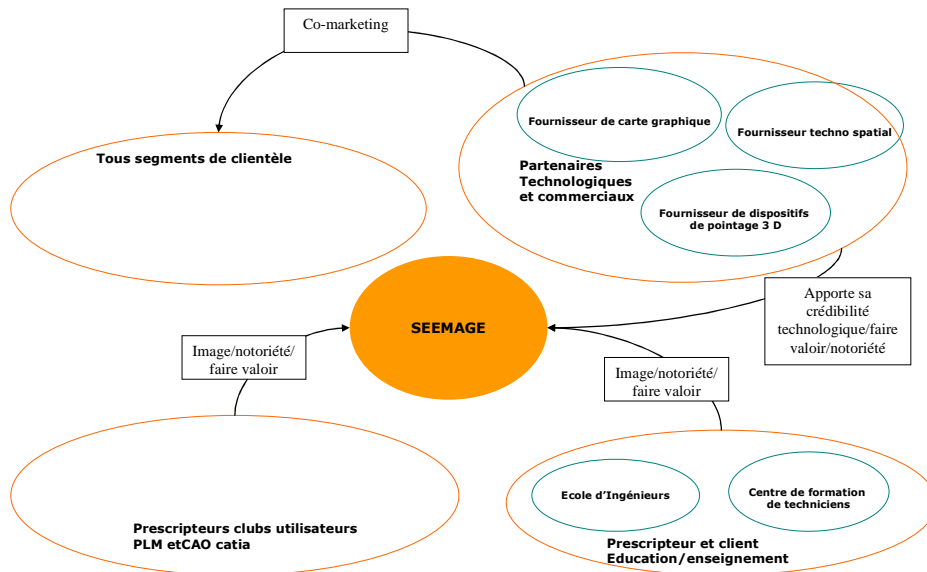 Co-marketing
Fournisseur de carte graphique
Fournisseur techno spatial
Tous segments de clientèle
Partenaires
Technologiques
et commerciaux
Fournisseur de dispositifs
de pointage 3 D
Apporte sa
crédibilité
technologique/faire
valoir/notoriété
SEEMAGE
Image/notoriété/
faire valoir
Image/notoriété/
faire valoir
Ecole d'Ingénieurs
Centre de formation
de techniciens
Prescripteurs clubs utilisateurs
PLM etCAO catia
Prescripteur et client
Education/enseignement